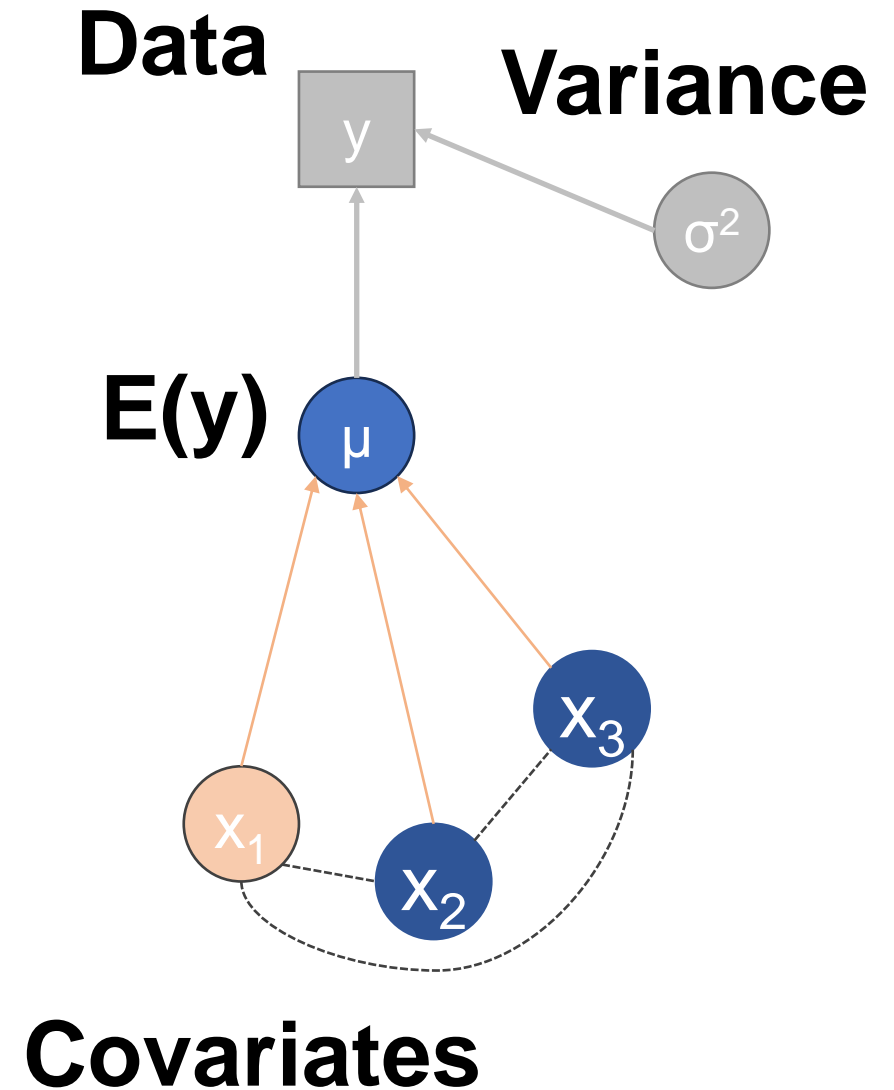 Data
Variance
y
σ²
E(y)
μ
x₃
x₁
x₂
Covariates